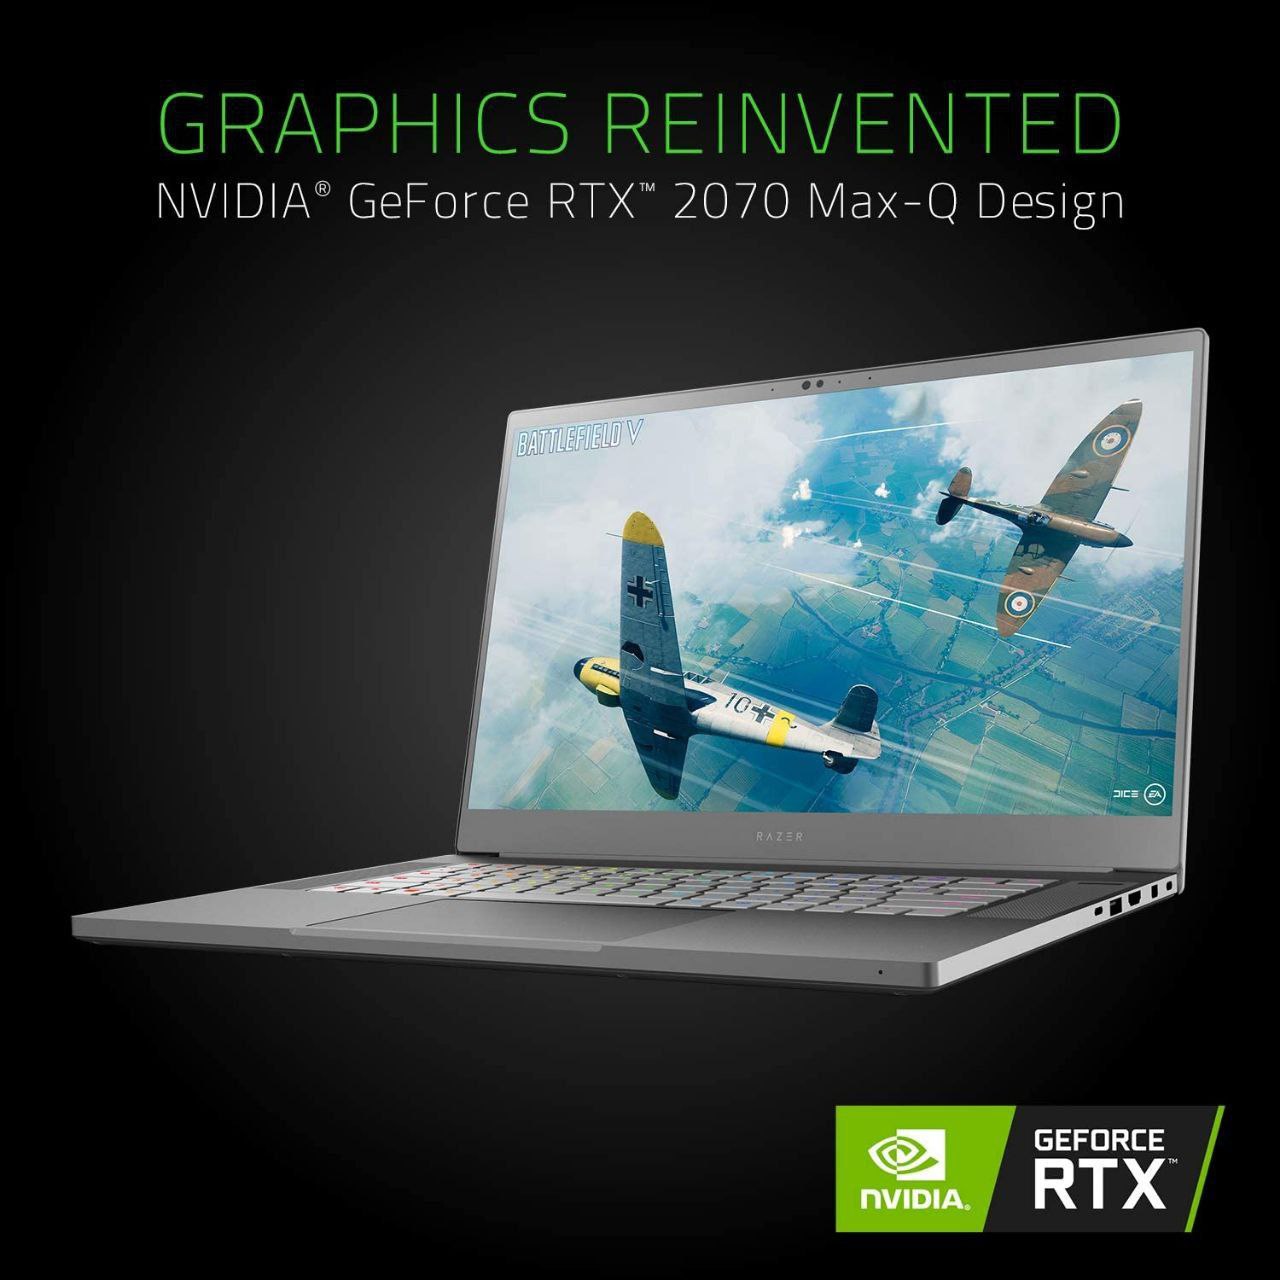 GRAPHICS REINVENTED
NVIDIA® GeForce RTX™ 2070 Max-Q Design
BATTLEFIELD V
10
DICE EA
RAZER
NVIDIA®
GEFORCE
RTX™